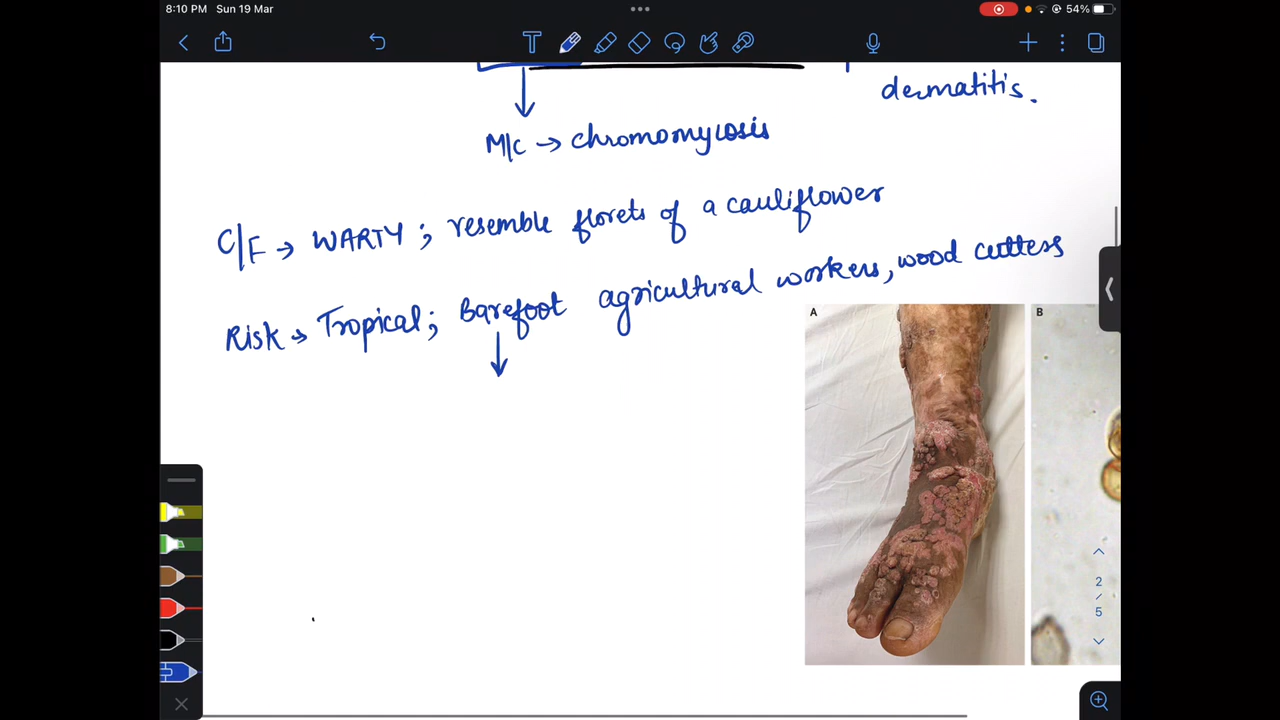 8:10 PM Sun 19 Mar
54%
dermatitis.
M/c → chromomycosis
C/F → WARTY; resemble florets of a cauliflower
Risk → Tropical; Barefoot agricultural workers, wood cutters
A
B
2
/
5